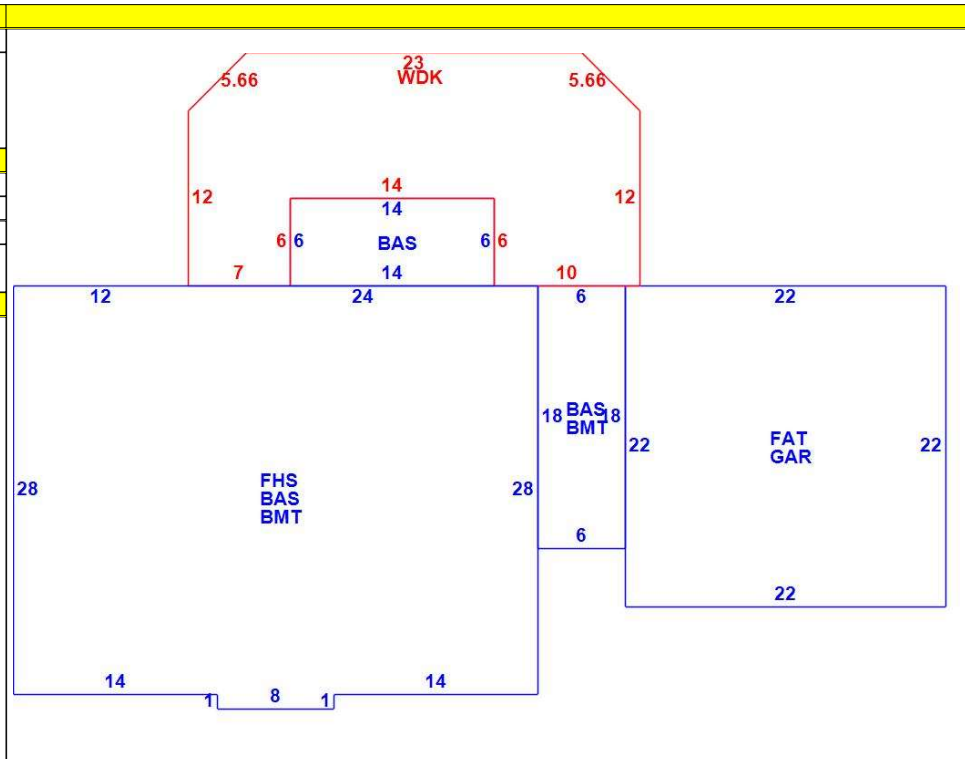 23
WDK
5.66 5.66
14
12 12
14
6 6 BAS 6 6
7 14 10
12 24 6 22
18 BAS 18
BMT
22 FAT 22
GAR
28 FHS 28
BAS
BMT
6
22
14 8 14
1 1